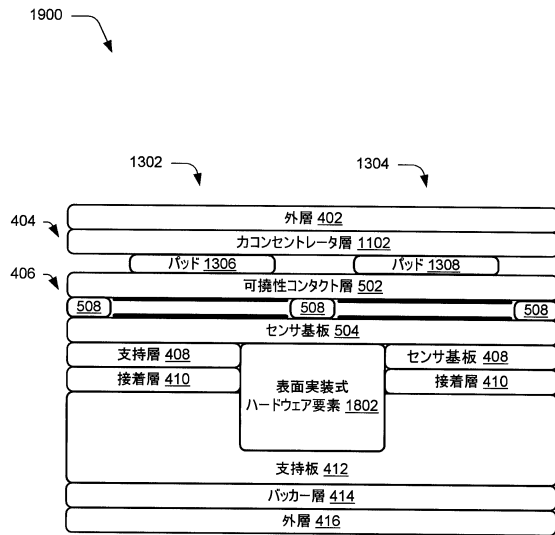 1900
1302
1304
外層 402
404
力コンセントレータ層 1102
パッド 1306
パッド 1308
406
可撓性コンタクト層 502
508
508
508
センサ基板 504
支持層 408
センサ基板 408
接着層 410
表面実装式
ハードウェア要素 1802
接着層 410
支持板 412
バッカー層 414
外層 416